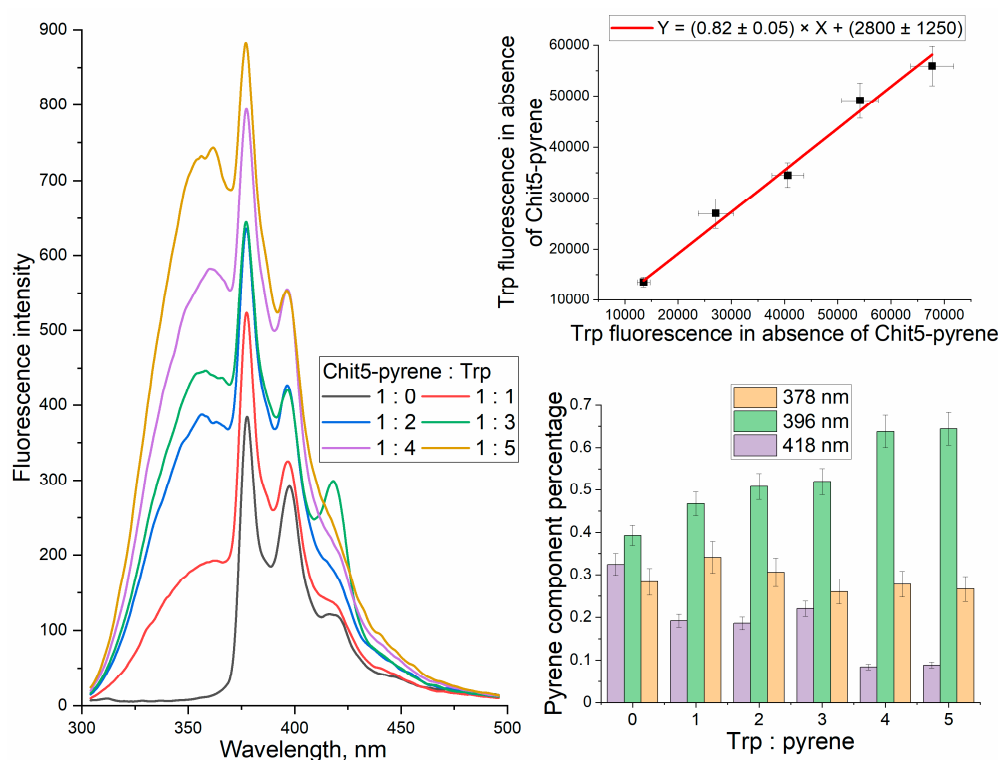 900
800
700
600
500
400
300
200
100
0
300
350
400
450
500
Fluorescence intensity
Wavelength, nm
Chit5-pyrene : Trp
1 : 0 1 : 1
1 : 2 1 : 3
1 : 4 1 : 5
Y = (0.82 ± 0.05) × X + (2800 ± 1250)
60000
50000
40000
30000
20000
10000
10000 20000 30000 40000 50000 60000 70000
Trp fluorescence in absence
of Chit5-pyrene
Trp fluorescence in absence of Chit5-pyrene
378 nm
396 nm
418 nm
0.7
0.6
0.5
0.4
0.3
0.2
0.1
0
0 1 2 3 4 5
Pyrene component percentage
Trp : pyrene